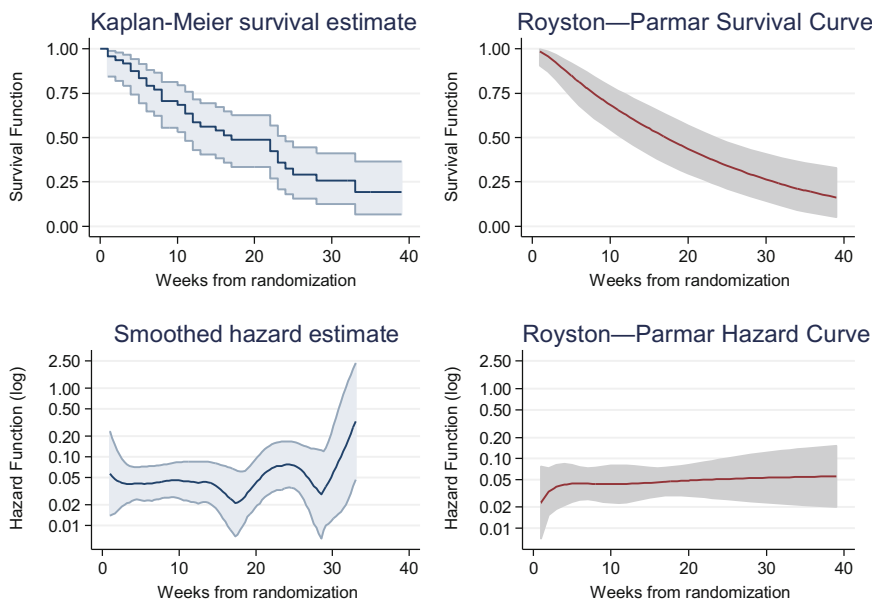 Kaplan-Meier survival estimate
Survival Function
1.00
0.75
0.50
0.25
0.00
0 10 20 30 40
Weeks from randomization
Royston—Parmar Survival Curve
Survival Function
1.00
0.75
0.50
0.25
0.00
0 10 20 30 40
Weeks from randomization
Smoothed hazard estimate
Hazard Function (log)
2.50
1.00
0.50
0.20
0.10
0.05
0.02
0.01
0 10 20 30 40
Weeks from randomization
Royston—Parmar Hazard Curve
Hazard Function (log)
2.50
1.00
0.50
0.20
0.10
0.05
0.02
0.01
0 10 20 30 40
Weeks from randomization